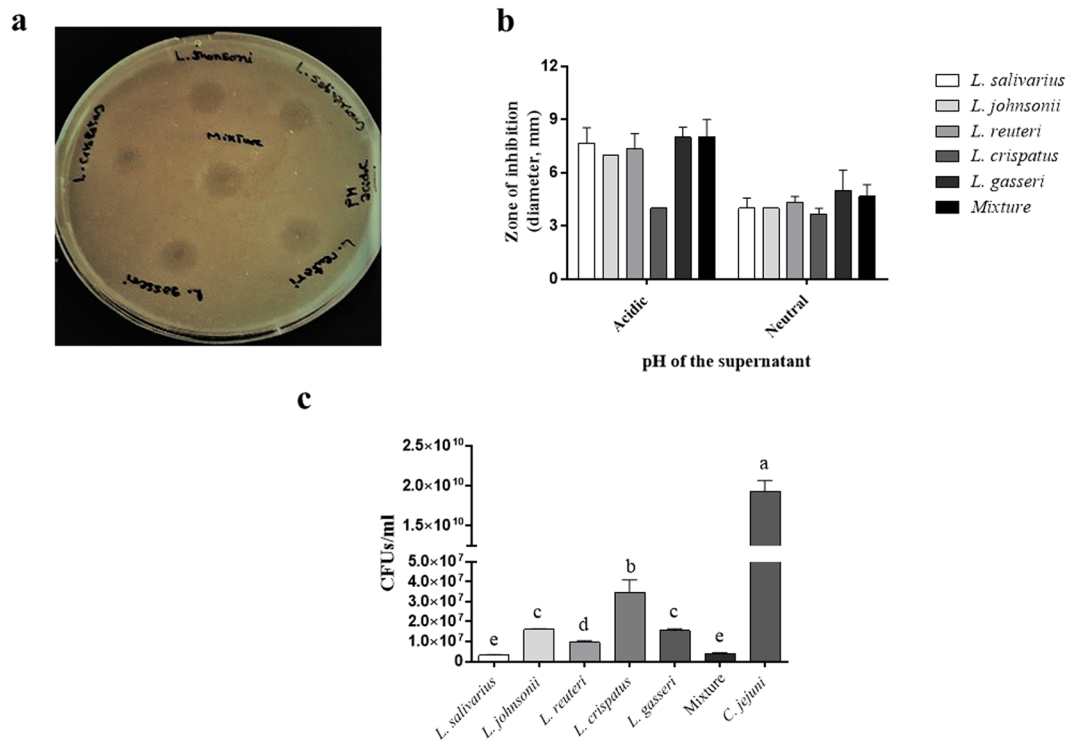 a
L. Jhonsoni
L. salivarius
L. crispatus
Mixture
PH
acidic
L. gasseri
L. reuteri
b
12
9
6
3
0
Zone of inhibition
(diameter, mm)
Acidic
Neutral
pH of the supernatant
L. salivarius
L. johnsonii
L. reuteri
L. crispatus
L. gasseri
Mixture
c
2.5×10¹⁰
2.0×10¹⁰
1.5×10¹⁰
5.0×10⁷
4.0×10⁷
3.0×10⁷
2.0×10⁷
1.0×10⁷
0
CFUs/ml
e
c
d
b
c
e
a
L. salivarius
L. johnsonii
L. reuteri
L. crispatus
L. gasseri
Mixture
C. jejuni